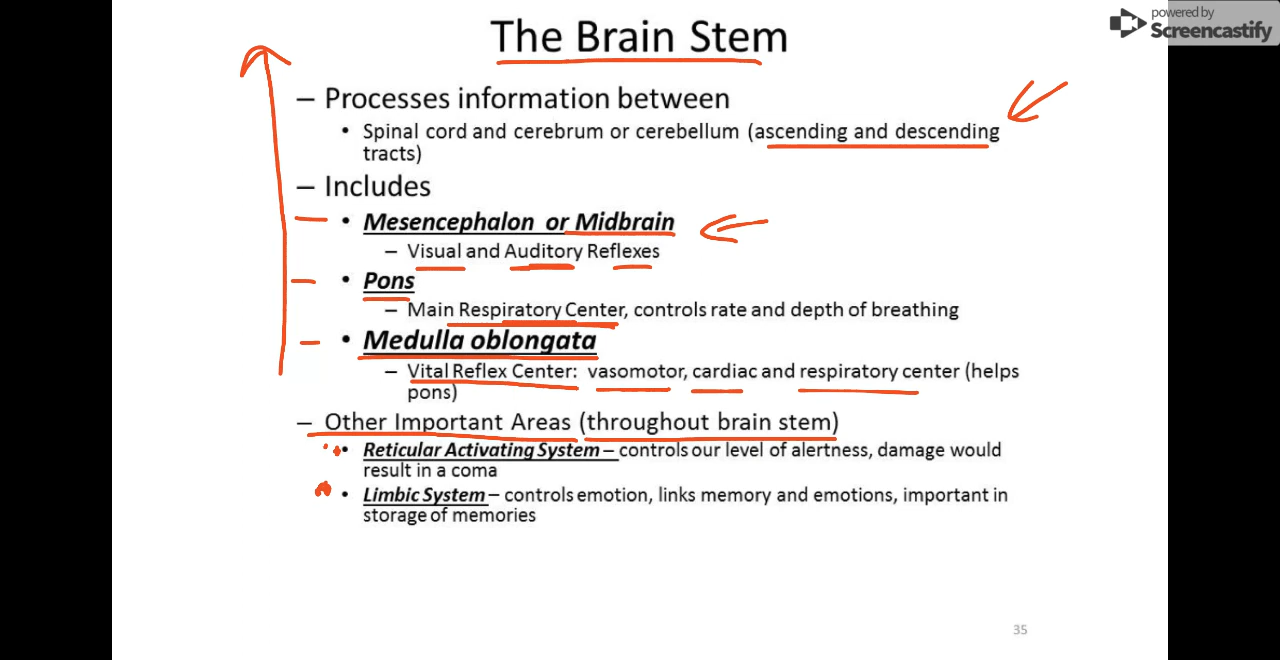 powered by
Screencastify
The Brain Stem
– Processes information between
• Spinal cord and cerebrum or cerebellum (ascending and descending
tracts)
– Includes
• Mesencephalon or Midbrain
– Visual and Auditory Reflexes
• Pons
– Main Respiratory Center, controls rate and depth of breathing
• Medulla oblongata
– Vital Reflex Center: vasomotor, cardiac and respiratory center (helps
pons)
– Other Important Areas (throughout brain stem)
• Reticular Activating System – controls our level of alertness, damage would
result in a coma
• Limbic System – controls emotion, links memory and emotions, important in
storage of memories
35